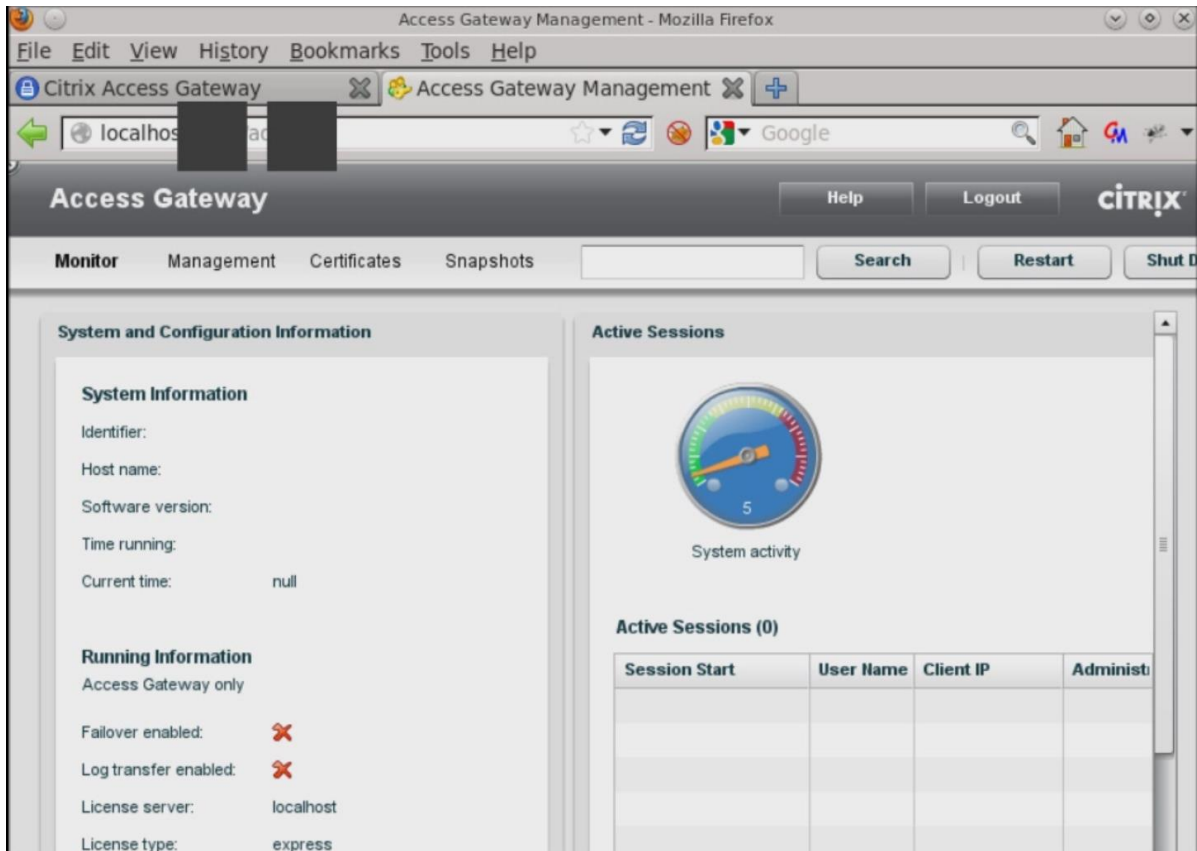 Access Gateway Management - Mozilla Firefox
File Edit View History Bookmarks Tools Help
Citrix Access Gateway Access Gateway Management
Google
Access Gateway Help Logout CITRIX
Monitor Management Certificates Snapshots Search Restart Shut
System and Configuration Information
System Information
Identifier:
Host name:
Software version:
Time running:
Current time: null
Running Information
Access Gateway only
Failover enabled:
Log transfer enabled:
License server: localhost
License type: express
Active Sessions
5
System activity
Active Sessions (0)
Session Start User Name Client IP